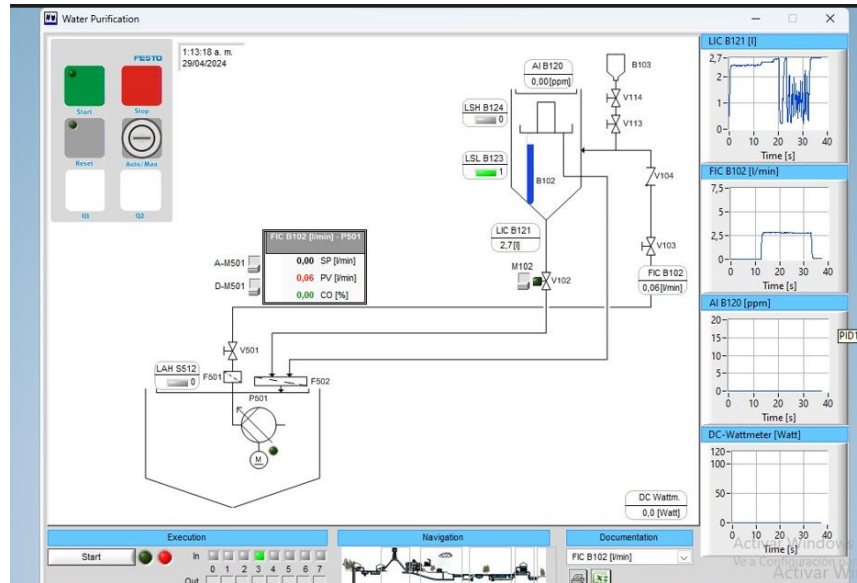 Water Purification
FESTO
Start
Stop
Reset
Auto/Man
Q1
Q2
1:13:18 a. m.
29/04/2024
AI B120
0,00[ppm]
B103
V114
V113
LSH B124
0
LSL B123
1
B102
V104
LIC B121
2,7[l]
M102
V102
V103
FIC B102
0,06[l/min]
FIC B102 [l/min] - P501
0,00 SP [l/min]
0,06 PV [l/min]
0,00 CO [%]
A-M501
D-M501
V501
LAH S512
0
F501
F502
P501
M
DC Wattm.
0,0 [Watt]
LIC B121 [l]
2,7
2
1
0
0 10 20 30 40
Time [s]
FIC B102 [l/min]
7,5
5
2,5
0
0 10 20 30 40
Time [s]
AI B120 [ppm]
20
15
10
5
0
0 10 20 30 40
Time [s]
PID1
DC-Wattmeter [Watt]
120
100
50
0
0 10 20 30 40
Time [s]
Execution
Start
In
0 1 2 3 4 5 6 7
Out
Navigation
Documentation
FIC B102 [l/min]
Activar Windows
Ve a Configuración
Activar